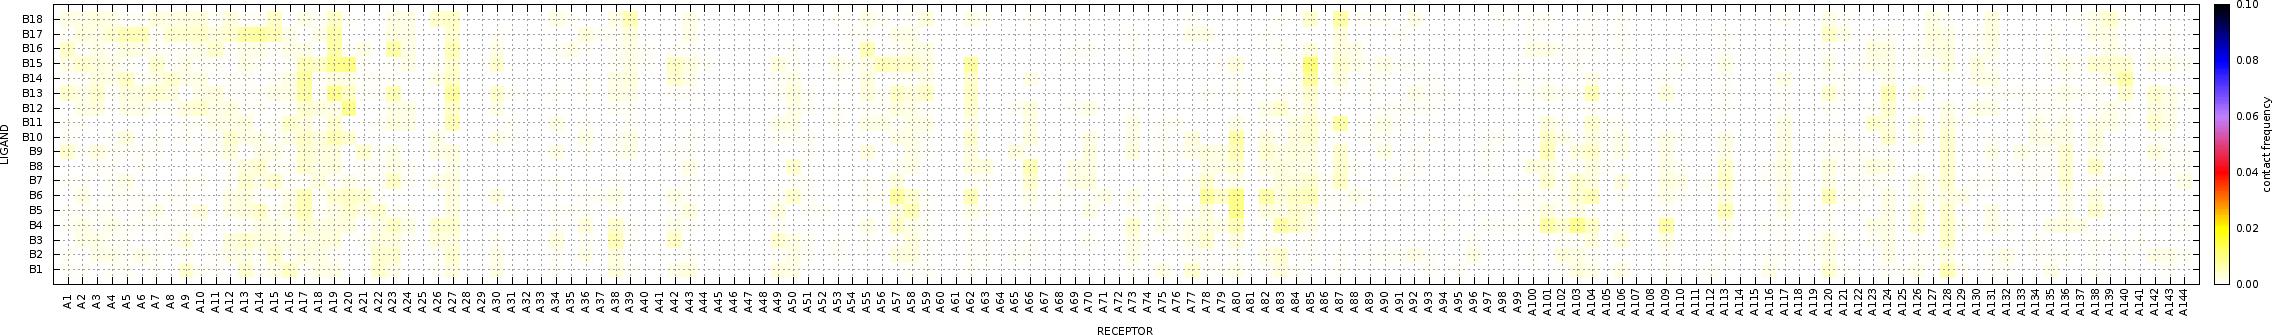 B18
B17
B16
B15
B14
B13
B12
B11
B10
B9
B8
B7
B6
B5
B4
B3
B2
B1
LIGAND
A1 A2 A3 A4 A5 A6 A7 A8 A9 A10 A11 A12 A13 A14 A15 A16 A17 A18 A19 A20 A21 A22 A23 A24 A25 A26 A27 A28 A29 A30 A31 A32 A33 A34 A35 A36 A37 A38 A39 A40 A41 A42 A43 A44 A45 A46 A47 A48 A49 A50 A51 A52 A53 A54 A55 A56 A57 A58 A59 A60 A61 A62 A63 A64 A65 A66 A67 A68 A69 A70 A71 A72 A73 A74 A75 A76 A77 A78 A79 A80 A81 A82 A83 A84 A85 A86 A87 A88 A89 A90 A91 A92 A93 A94 A95 A96 A97 A98 A99 A100 A101 A102 A103 A104 A105 A106 A107 A108 A109 A110 A111 A112 A113 A114 A115 A116 A117 A118 A119 A120 A121 A122 A123 A124 A125 A126 A127 A128 A129 A130 A131 A132 A133 A134 A135 A136 A137 A138 A139 A140 A141 A142 A143 A144
RECEPTOR
0.10
0.08
0.06
0.04
0.02
0.00
contact frequency